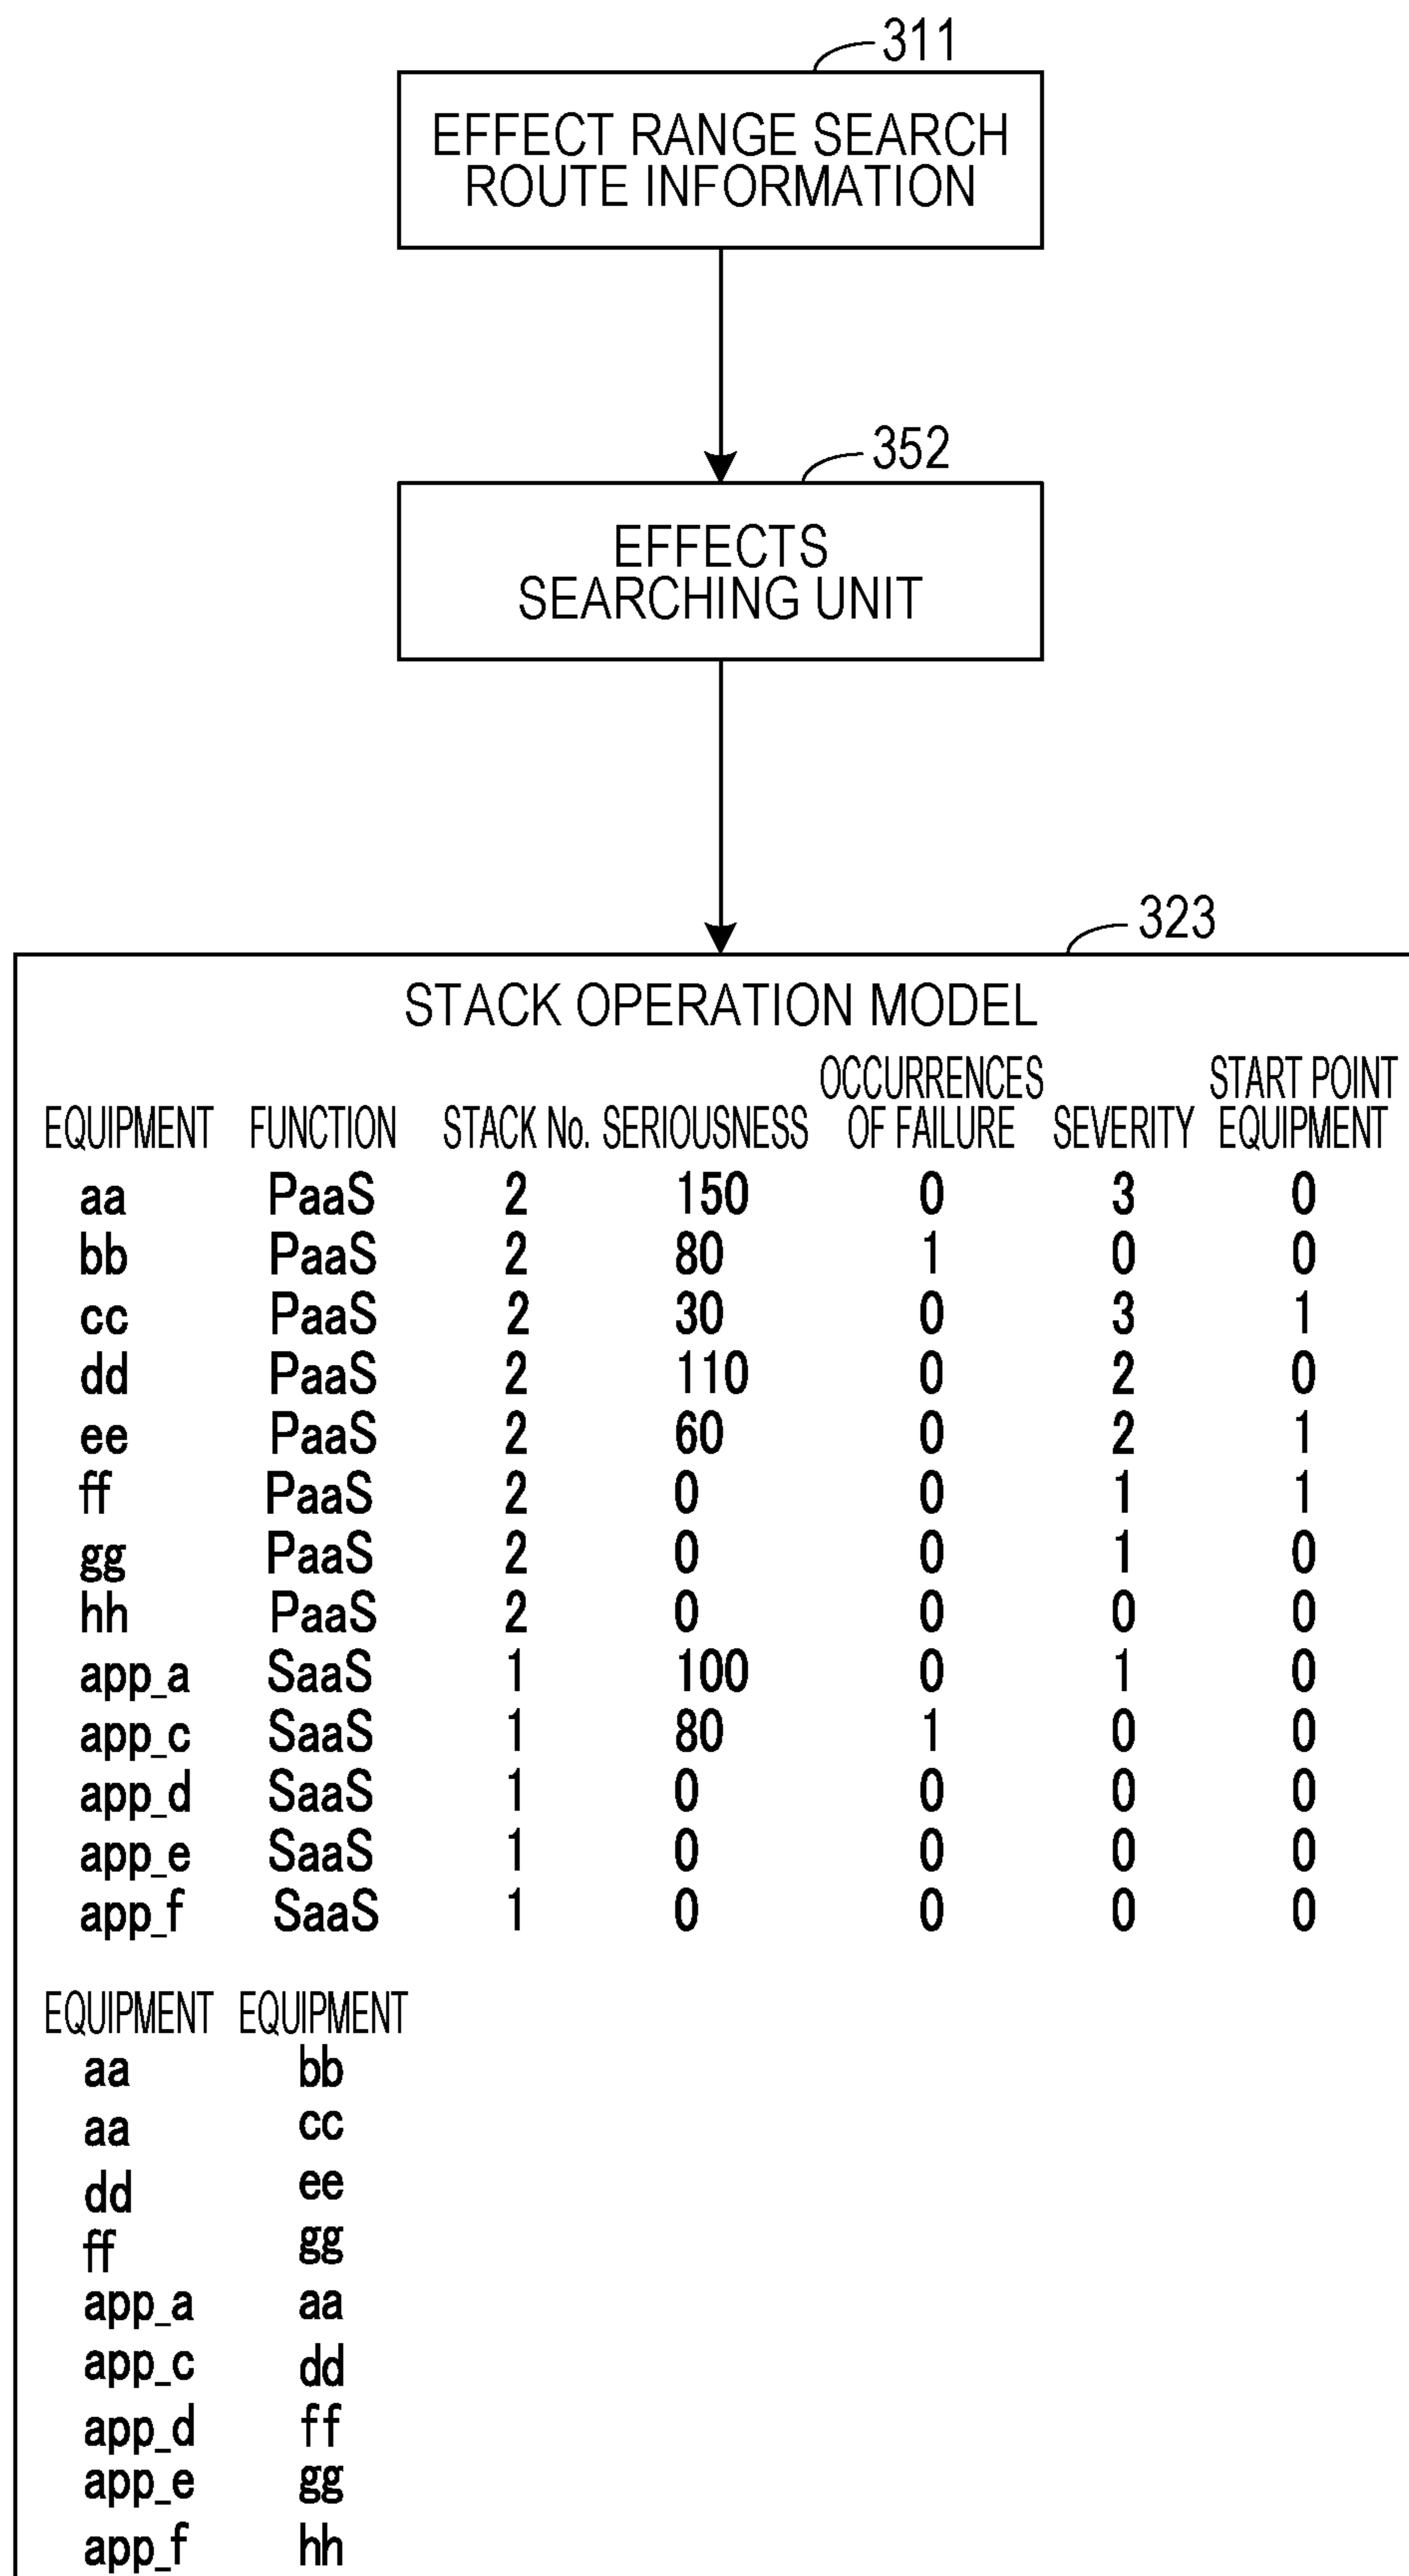 311
EFFECT RANGE SEARCH
ROUTE INFORMATION
352
EFFECTS
SEARCHING UNIT
323
STACK OPERATION MODEL
EQUIPMENT FUNCTION STACK No. SERIOUSNESS OCCURRENCES OF FAILURE SEVERITY START POINT EQUIPMENT
aa PaaS 2 150 0 3 0
bb PaaS 2 80 1 0 0
cc PaaS 2 30 0 3 1
dd PaaS 2 110 0 2 0
ee PaaS 2 60 0 2 1
ff PaaS 2 0 0 1 1
gg PaaS 2 0 0 1 0
hh PaaS 2 0 0 0 0
app_a SaaS 1 100 0 1 0
app_c SaaS 1 80 1 0 0
app_d SaaS 1 0 0 0 0
app_e SaaS 1 0 0 0 0
app_f SaaS 1 0 0 0 0
EQUIPMENT EQUIPMENT
aa bb
aa cc
dd ee
ff gg
app_a aa
app_c dd
app_d ff
app_e gg
app_f hh